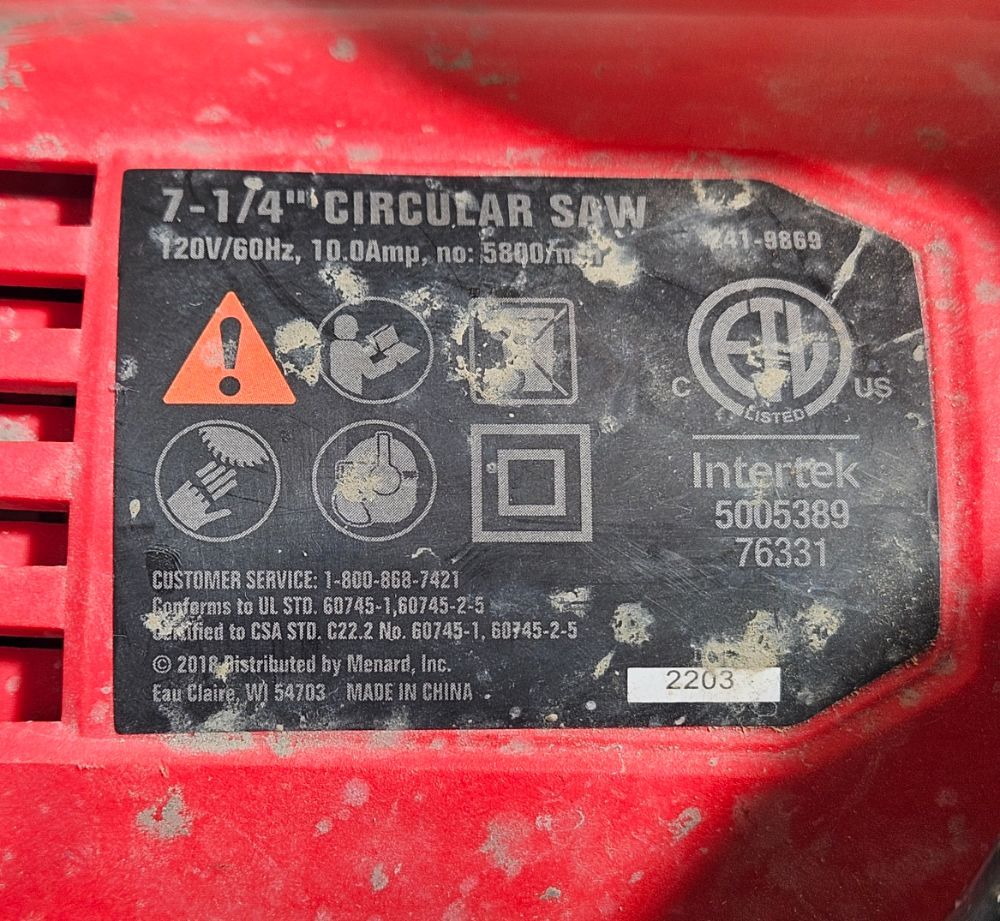 7-1/4"" CIRCULAR SAW
120V/60Hz, 10.0Amp, no: 5800/min
241-9869
ETL
C US
LISTED
Intertek
5005389
76331
CUSTOMER SERVICE: 1-800-868-7421
Conforms to UL STD. 60745-1,60745-2-5
Certified to CSA STD. C22.2 No. 60745-1, 60745-2-5
© 2018 Distributed by Menard, Inc.
Eau Claire, WI 54703 MADE IN CHINA
2203